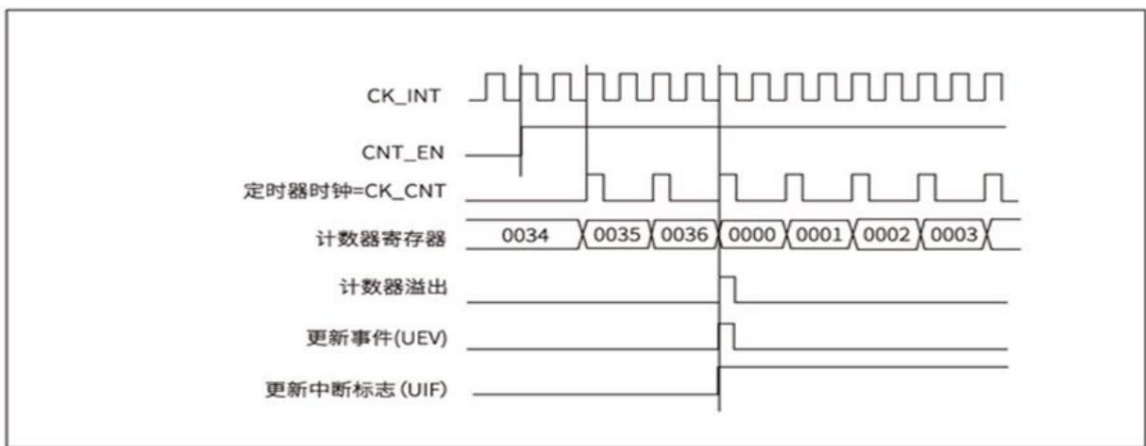 CK_INT
CNT_EN
定时器时钟=CK_CNT
计数器寄存器 0034 0035 0036 0000 0001 0002 0003
计数器溢出
更新事件(UEV)
更新中断标志(UIF)